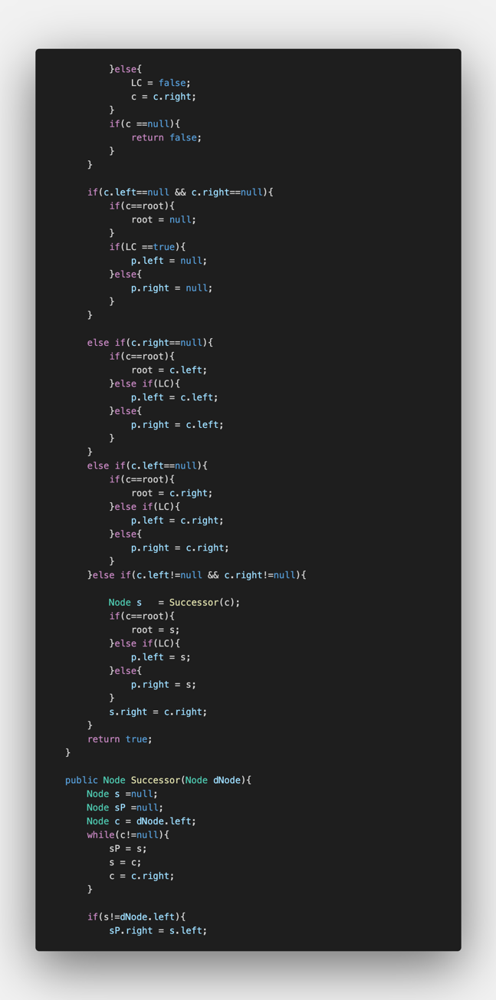 }else{
LC = false;
c = c.right;
}
if(c ==null){
return false;
}
}
if(c.left==null && c.right==null){
if(c==root){
root = null;
}
if(LC ==true){
p.left = null;
}else{
p.right = null;
}
}
else if(c.right==null){
if(c==root){
root = c.left;
}else if(LC){
p.left = c.left;
}else{
p.right = c.left;
}
}
else if(c.left==null){
if(c==root){
root = c.right;
}else if(LC){
p.left = c.right;
}else{
p.right = c.right;
}
}else if(c.left!=null && c.right!=null){
Node s   = Successor(c);
if(c==root){
root = s;
}else if(LC){
p.left = s;
}else{
p.right = s;
}
s.right = c.right;
}
return true;
}
public Node Successor(Node dNode){
Node s =null;
Node sP =null;
Node c = dNode.left;
while(c!=null){
sP = s;
s = c;
c = c.right;
}
if(s!=dNode.left){
sP.right = s.left;